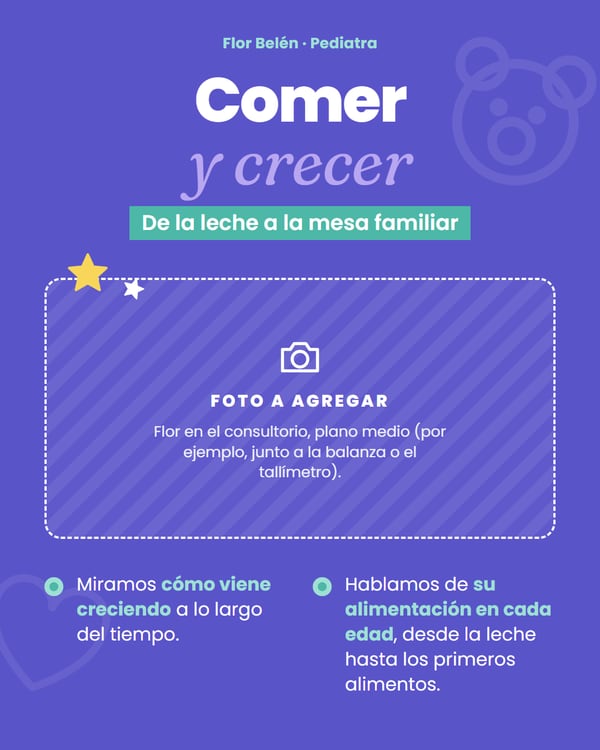 Flor Belén · Pediatra
Comer
y crecer
De la leche a la mesa familiar
FOTO A AGREGAR
Flor en el consultorio, plano medio (por
ejemplo, junto a la balanza o el
tallímetro).
Miramos cómo viene
creciendo a lo largo
del tiempo.
Hablamos de su
alimentación en cada
edad, desde la leche
hasta los primeros
alimentos.